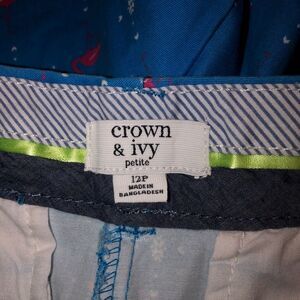 crown
& ivy
petite
12P
MADE IN
BANGLADESH